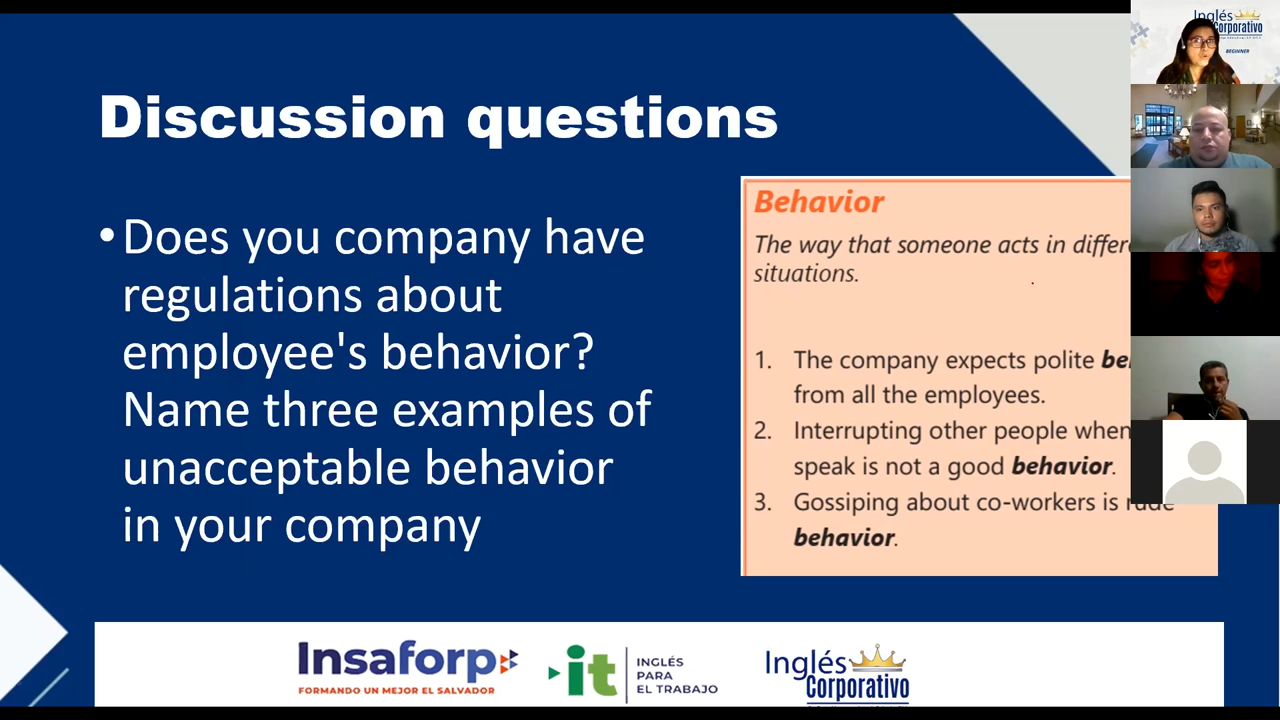 Discussion questions
•Does you company have
regulations about
employee's behavior?
Name three examples of
unacceptable behavior
in your company
Behavior
The way that someone acts in
situations.
1. The company expects polite
from all the employees.
2. Interrupting other people when
speak is not a good behavior.
3. Gossiping about co-workers is rude
behavior.
Inglés
Corporativo
BEGINNER
Insaforp
FORMANDO UN MEJOR EL SALVADOR
it
INGLÉS
PARA
EL TRABAJO
Inglés
Corporativo